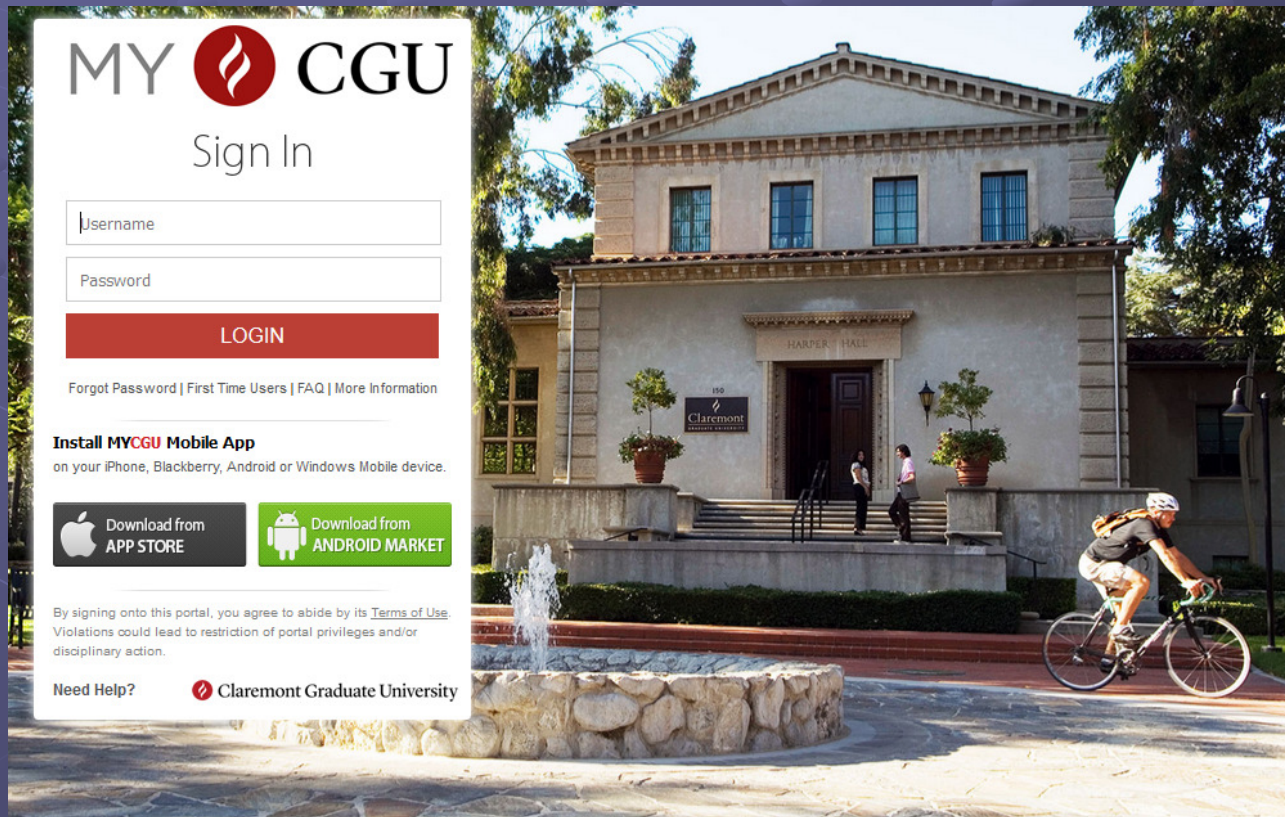 MY CGU
Sign In
Username
Password
LOGIN
Forgot Password | First Time Users | FAQ | More Information
Install MYCGU Mobile App
on your iPhone, Blackberry, Android or Windows Mobile device.
Download from
APP STORE
Download from
ANDROID MARKET
By signing onto this portal, you agree to abide by its Terms of Use.
Violations could lead to restriction of portal privileges and/or
disciplinary action.
Need Help?
Claremont Graduate University
HARPER HALL
150
Claremont
GRADUATE UNIVERSITY